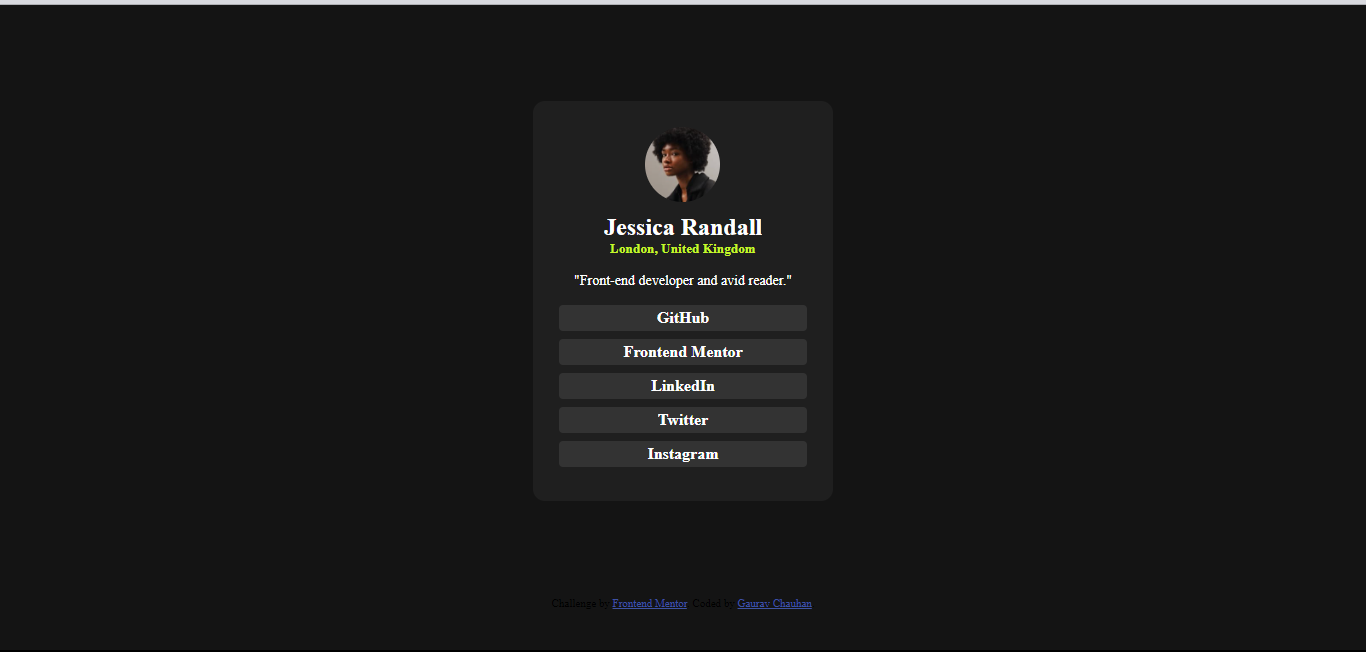 Jessica Randall
London, United Kingdom
"Front-end developer and avid reader."
GitHub
Frontend Mentor
LinkedIn
Twitter
Instagram
Challenge by Frontend Mentor. Coded by Gaurav Chauhan.